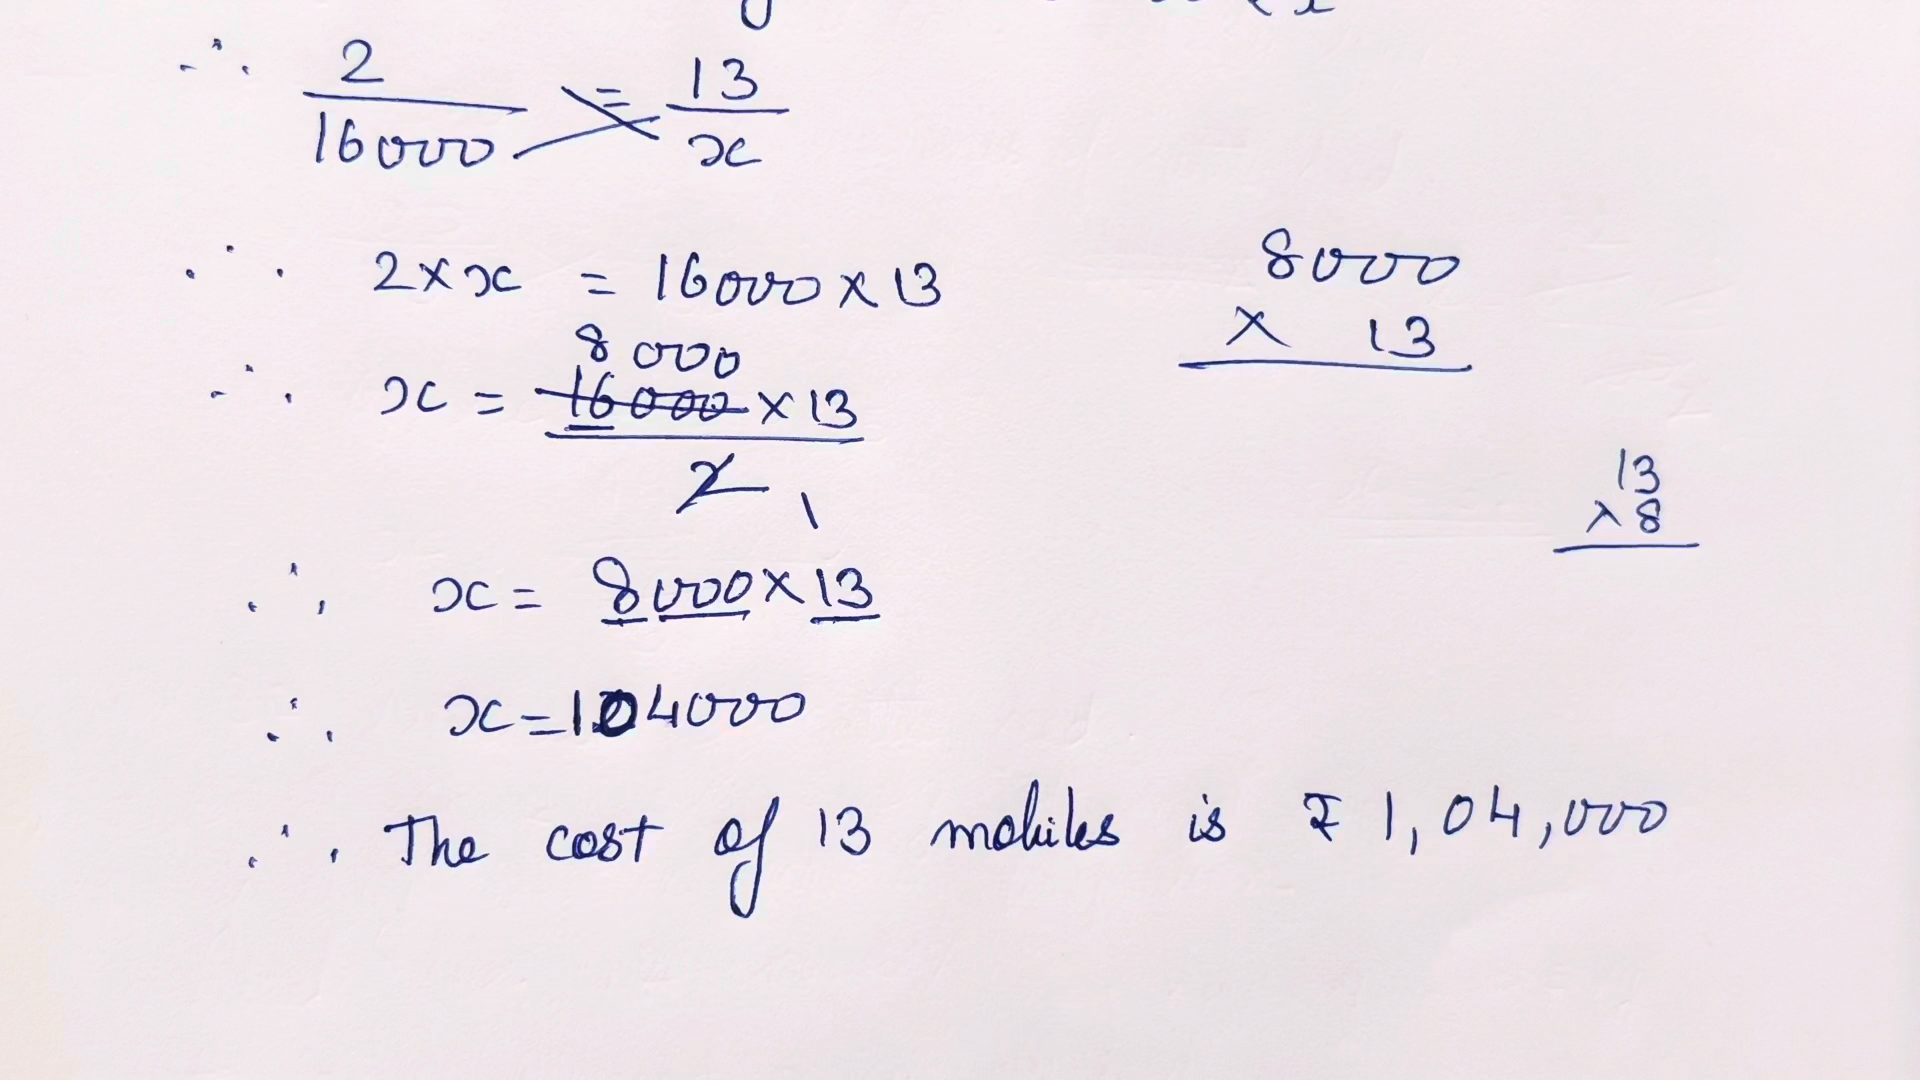 ∴ 2/16000 = 13/x
∴ 2 × x = 16000 × 13
8000
∴ x = 16000 × 13
2 1
∴ x = 8000 × 13
∴ x = 104000
∴ The cost of 13 mobiles is ₹ 1,04,000
8000
× 13
13
× 8